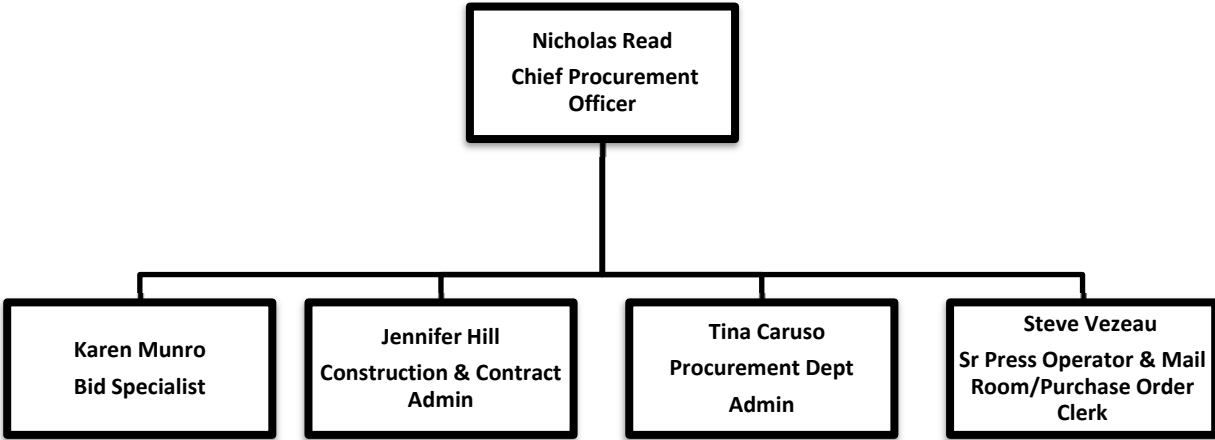 Nicholas Read
Chief Procurement
Officer
Karen Munro
Bid Specialist
Jennifer Hill
Construction & Contract
Admin
Tina Caruso
Procurement Dept
Admin
Steve Vezeau
Sr Press Operator & Mail
Room/Purchase Order
Clerk